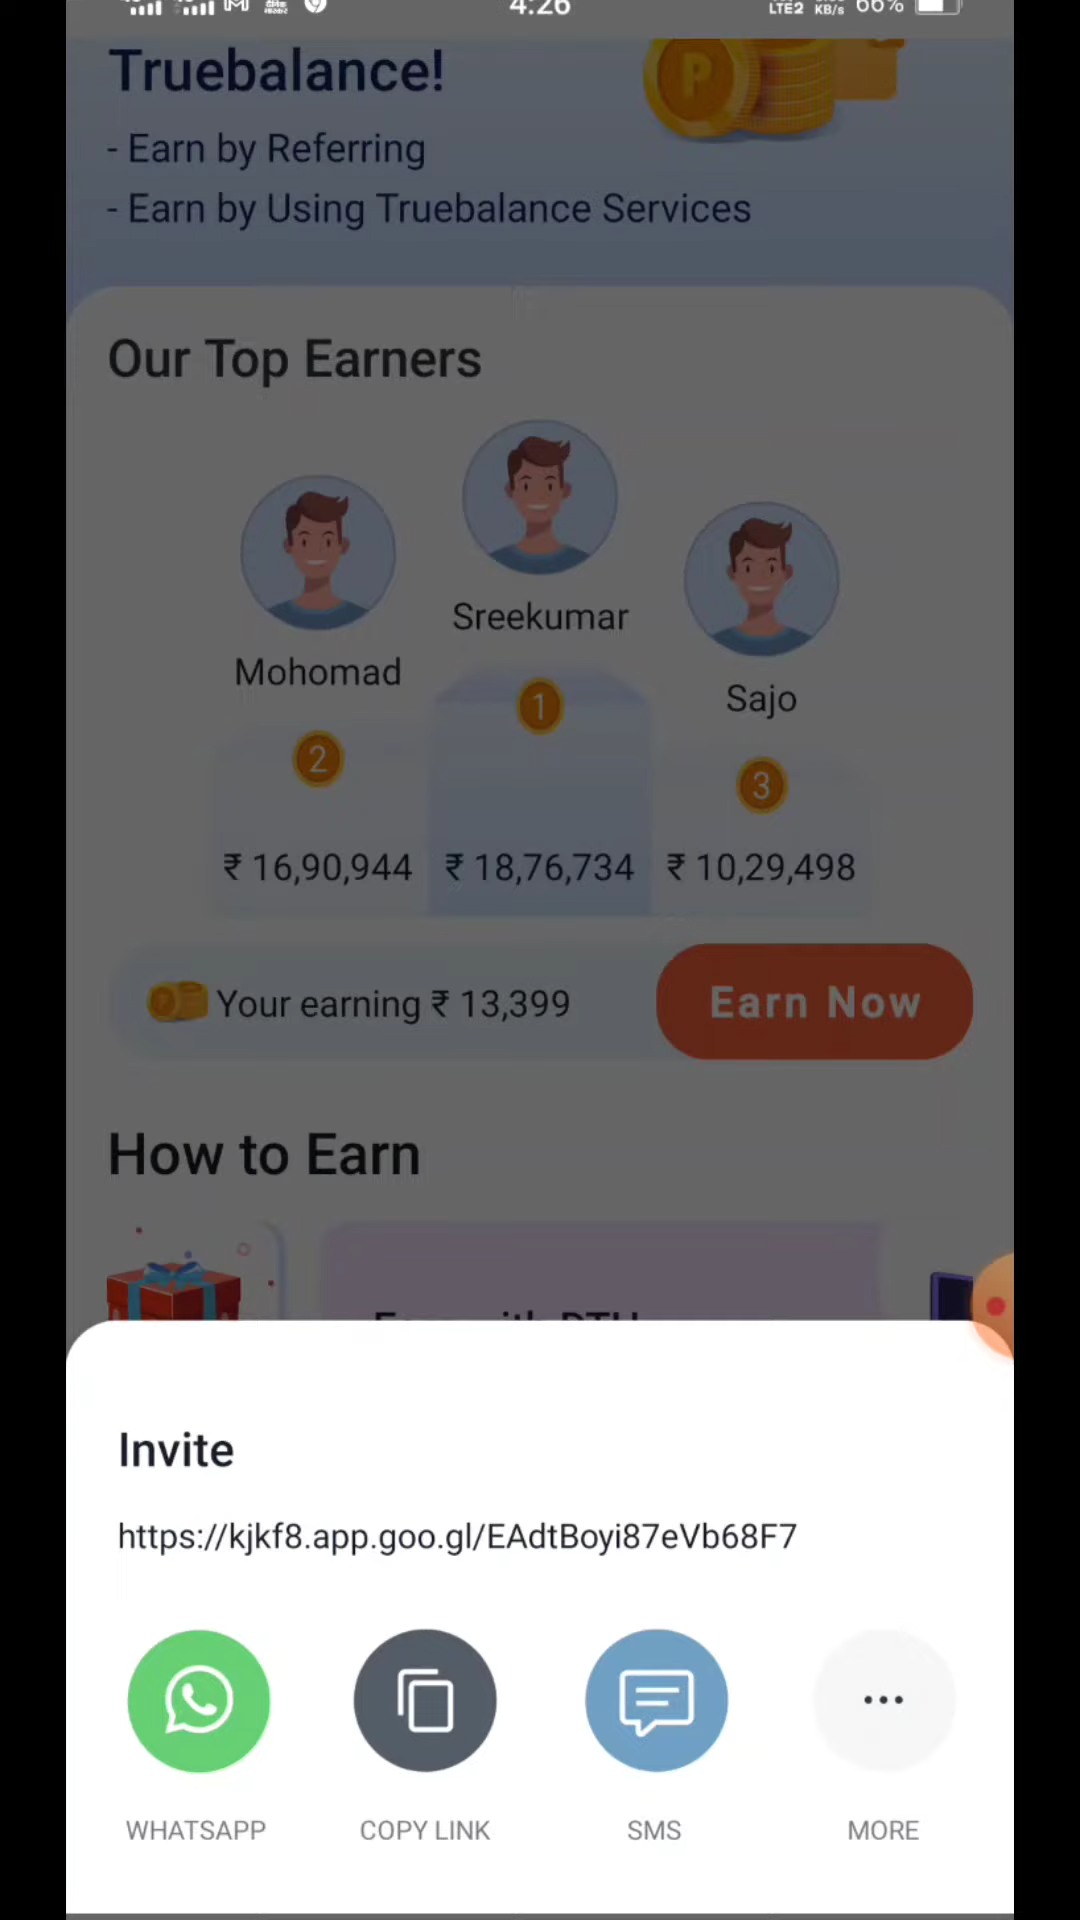 4:26
LTE2 KB/s 66%
Truebalance!
- Earn by Referring
- Earn by Using Truebalance Services
Our Top Earners
Sreekumar
Mohomad
Sajo
1
2
3
₹ 16,90,944 ₹ 18,76,734 ₹ 10,29,498
Your earning ₹ 13,399 Earn Now
How to Earn
Invite
https://kjkf8.app.goo.gl/EAdtBoyi87eVb68F7
WHATSAPP COPY LINK SMS MORE